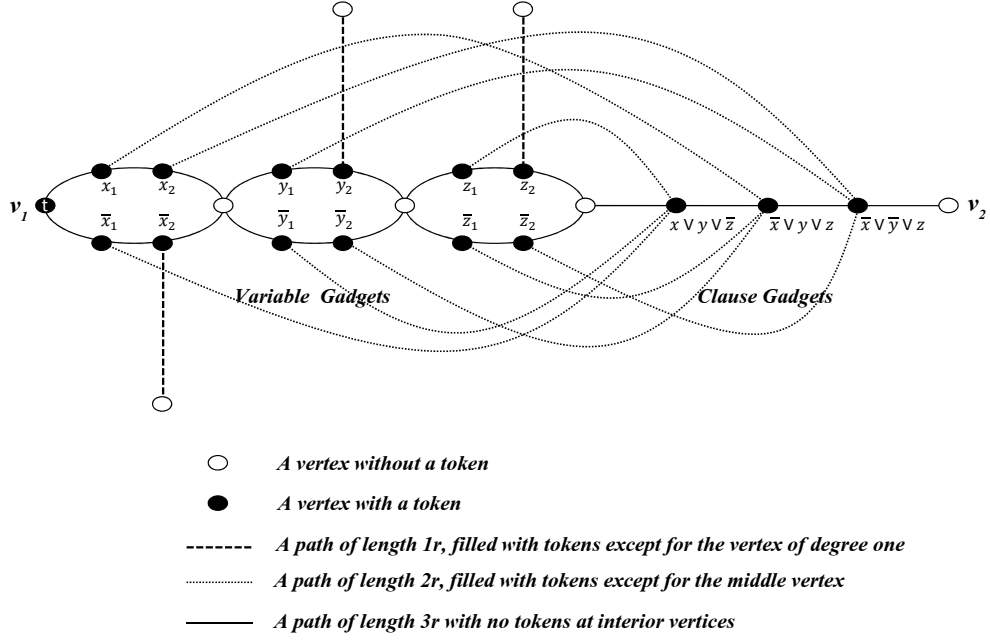 x₁ x₂ y₁ y₂ z₁ z₂
v₁ t v₂
x̅₁ x̅₂ y̅₁ y̅₂ z̅₁ z̅₂ x ∨ y ∨ z̅ x̅ ∨ y ∨ z x̅ ∨ y̅ ∨ z
Variable Gadgets Clause Gadgets
A vertex without a token
A vertex with a token
A path of length 1r, filled with tokens except for the vertex of degree one
A path of length 2r, filled with tokens except for the middle vertex
A path of length 3r with no tokens at interior vertices